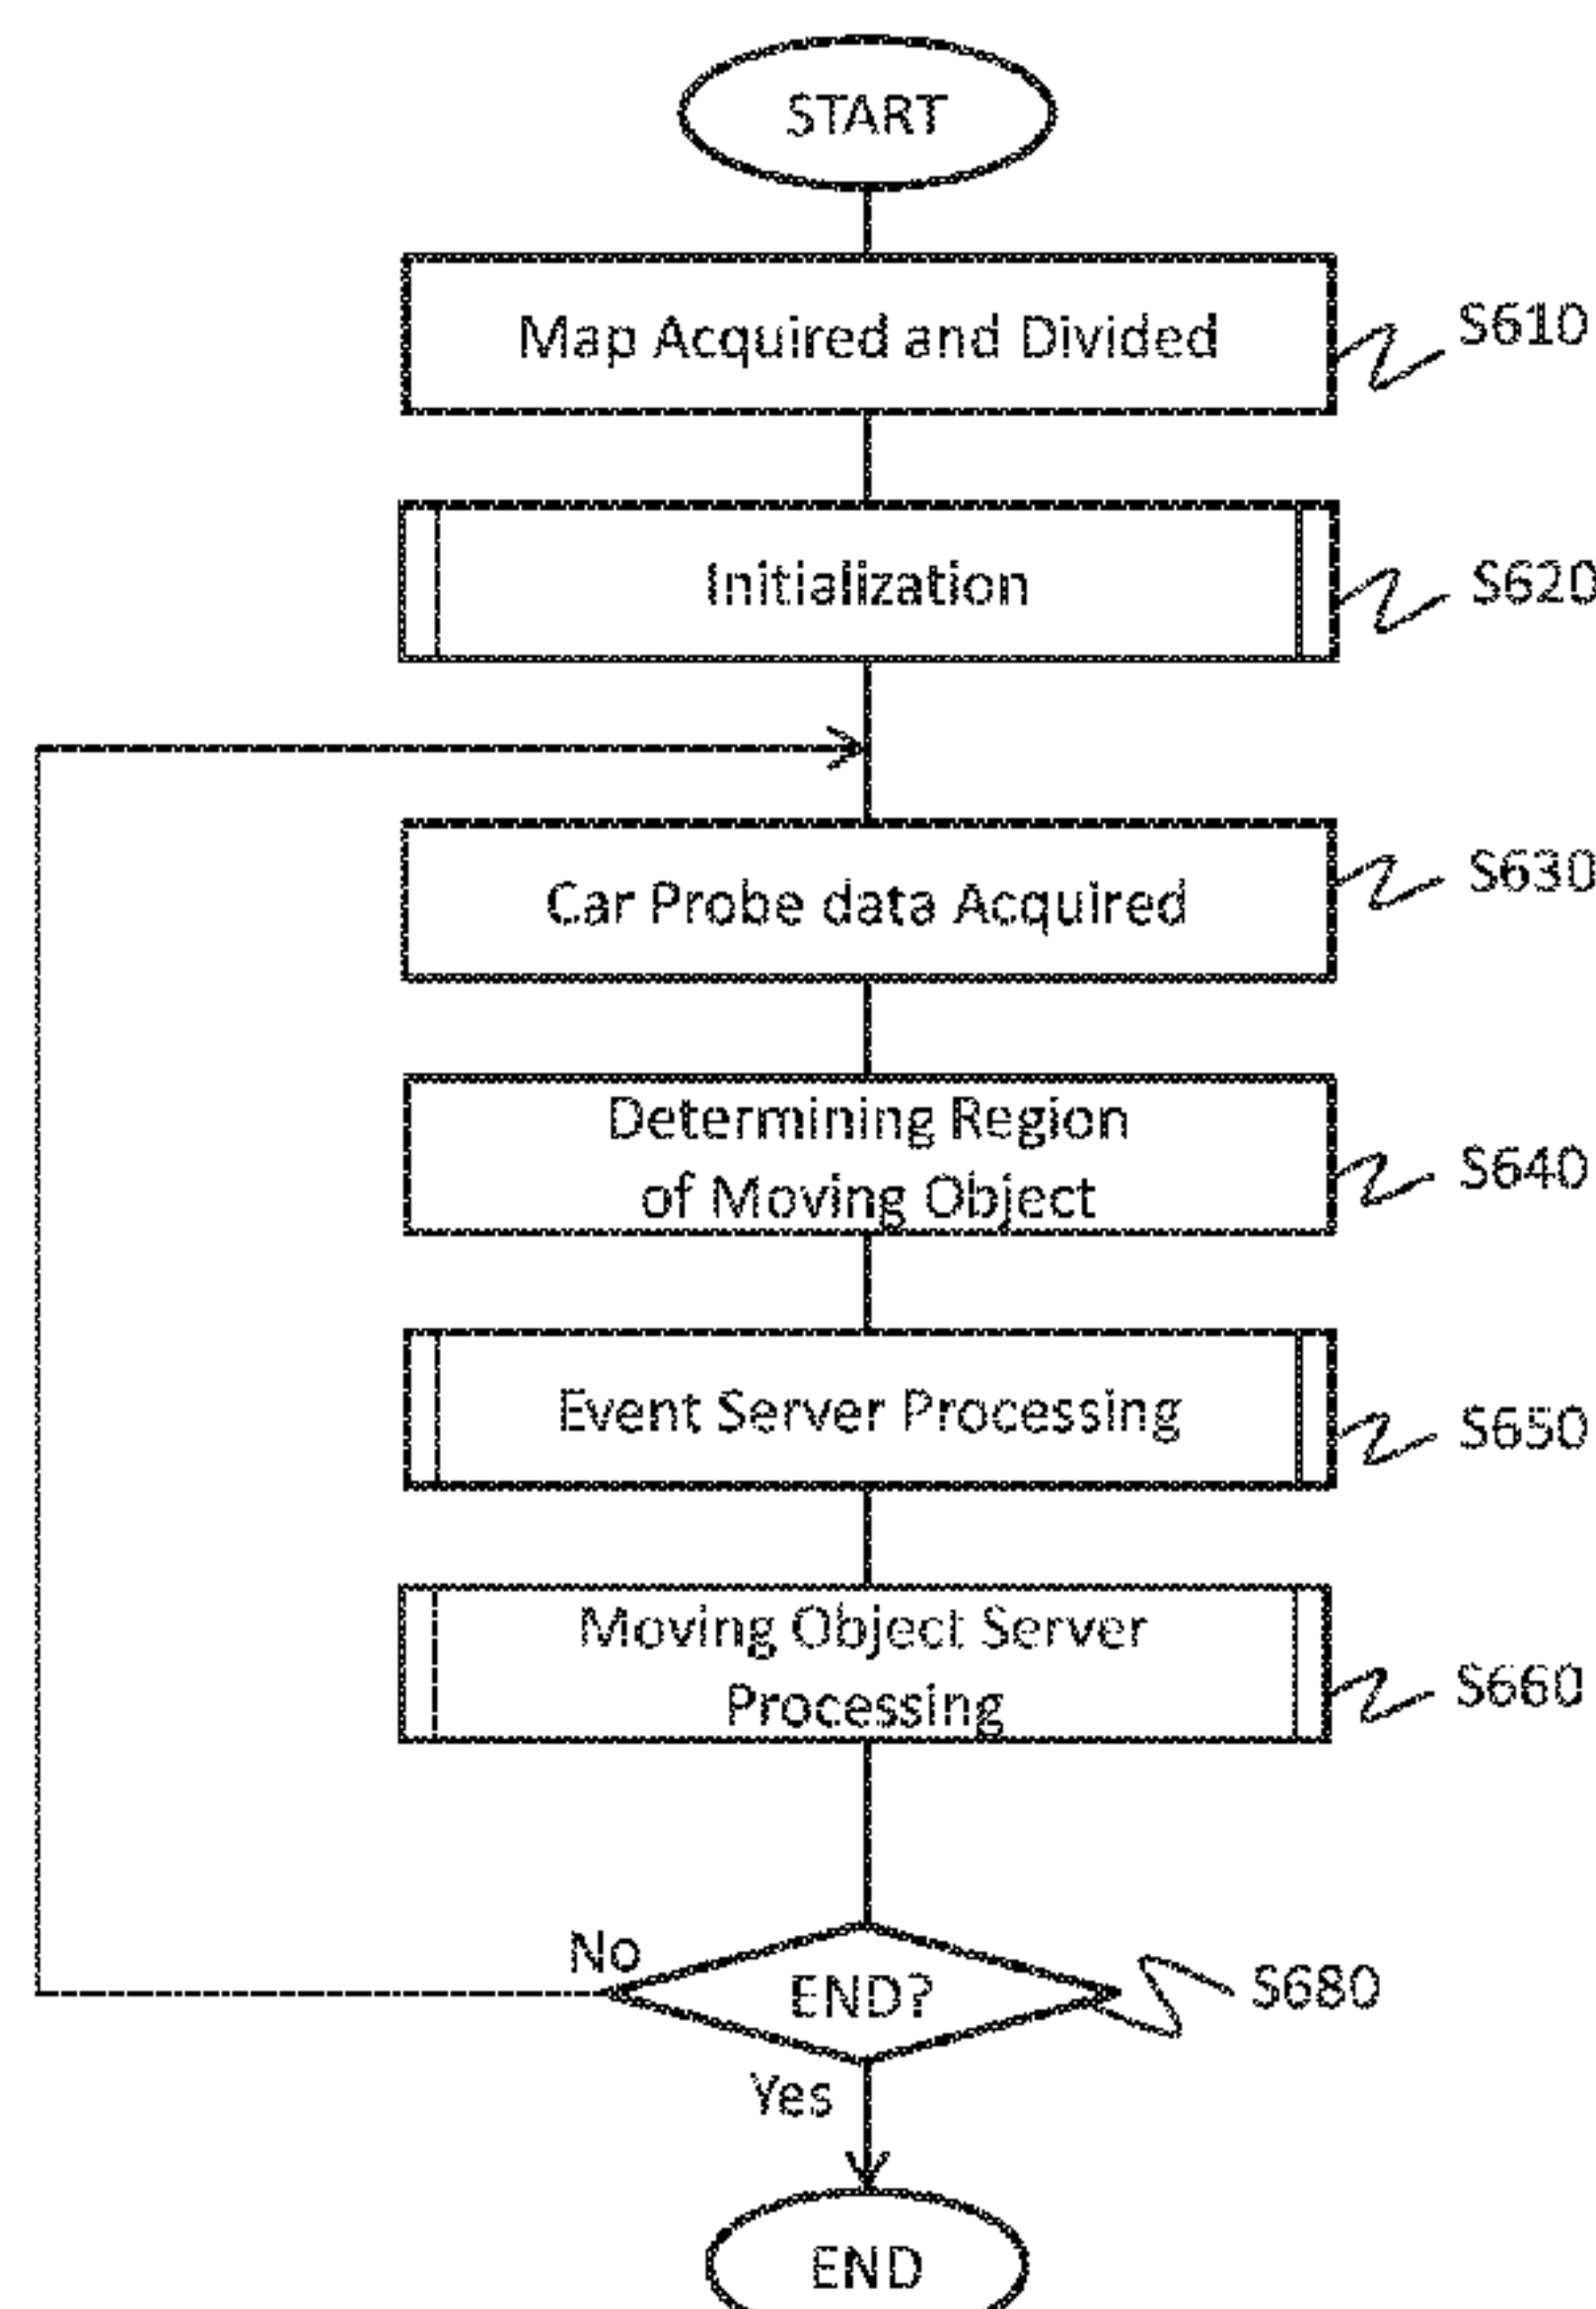 START
Map Acquired and Divided
S610
Initialization
S620
Car Probe data Acquired
S630
Determining Region
of Moving Object
S640
Event Server Processing
S650
Moving Object Server
Processing
S660
No
END?
S680
Yes
END